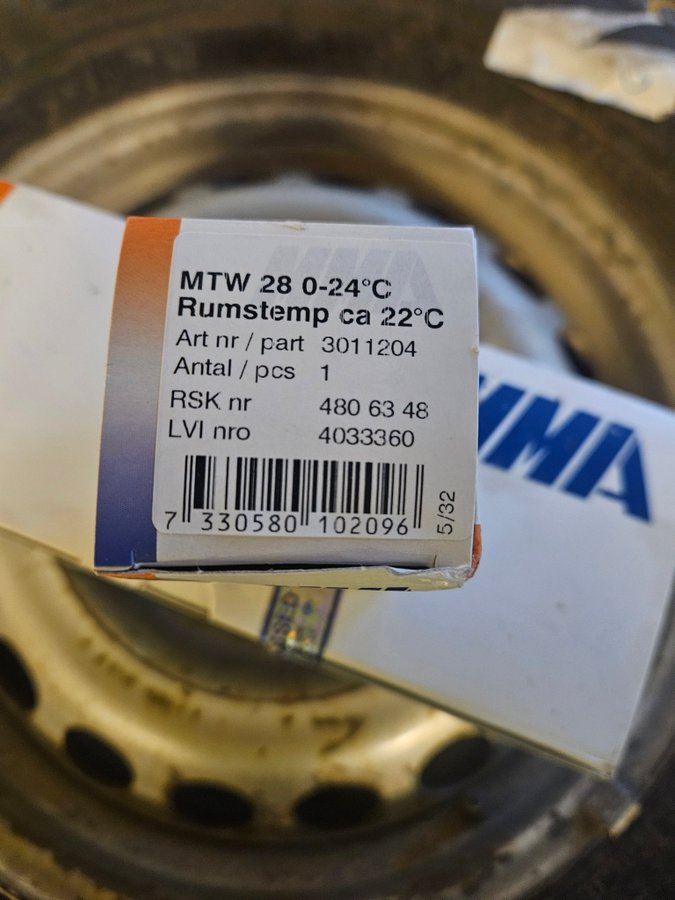 MTW 28 0-24°C
Rumstemp ca 22°C
Art nr / part 3011204
Antal / pcs 1
RSK nr 480 63 48
LVI nro 4033360
7 330580 102096
5/32
MMA